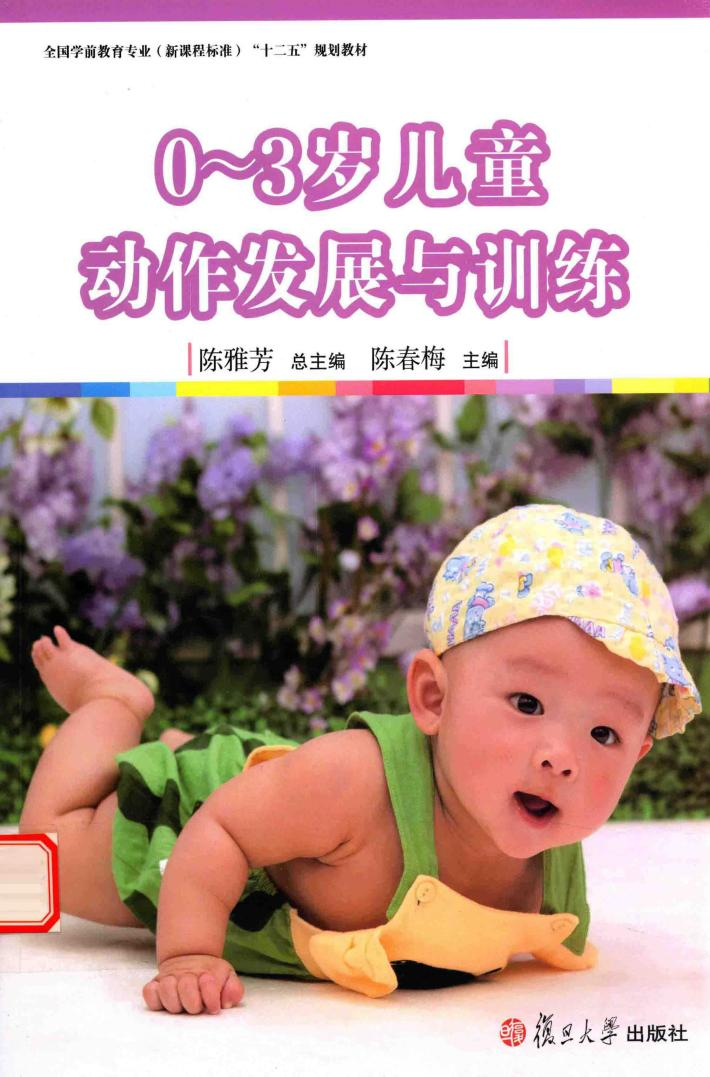 全国学前教育专业（新课程标准）“十二五”规划教材
0~3岁儿童
动作发展与训练
陈雅芳 总主编 陈春梅 主编
復旦大學出版社